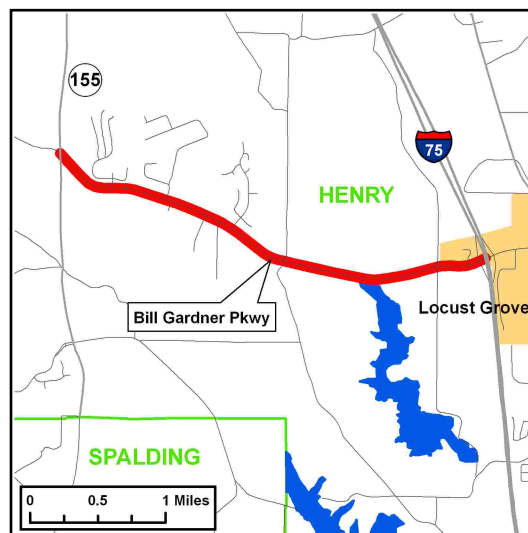 155
75
HENRY
Locust Grove
Bill Gardner Pkwy
SPALDING
0 0.5 1 Miles